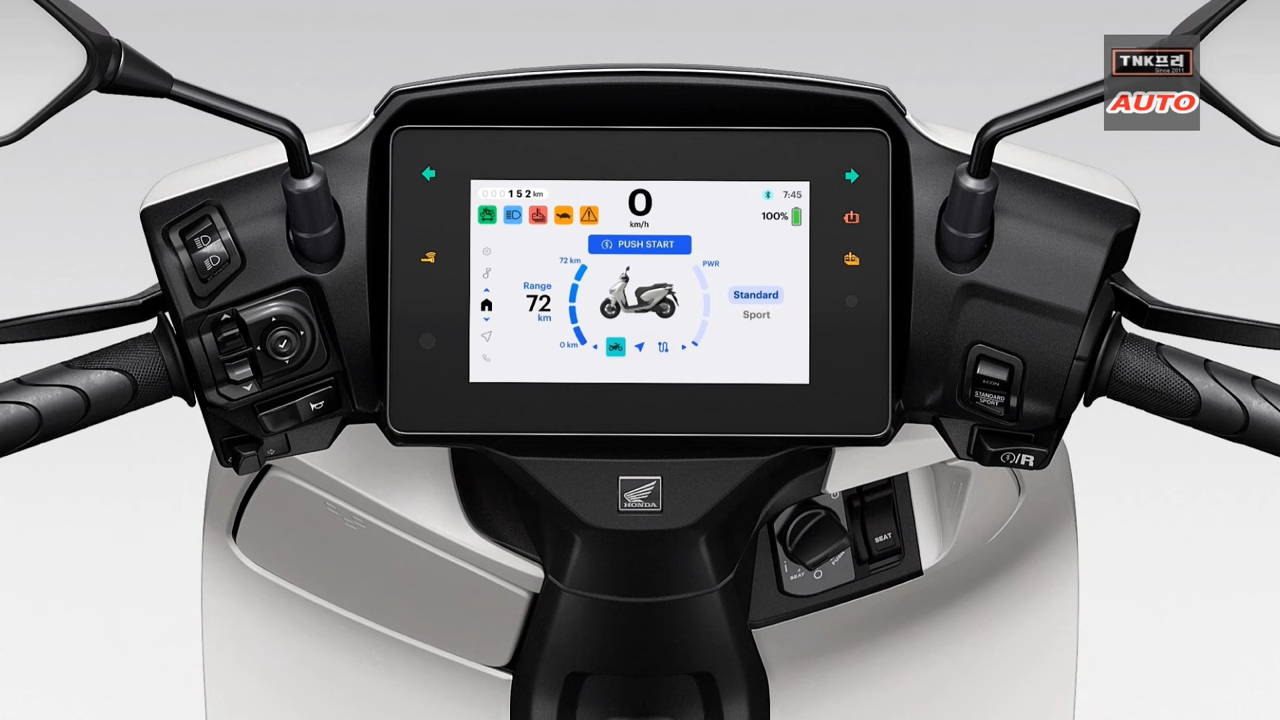 TNK프리
Since 2011
AUTO
000152 km
0
km/h
7:45
100%
PUSH START
72 km
PWR
Range
72
km
Standard
Sport
0 km
ECON
STANDARD
SPORT
/R
HONDA
SEAT
PUSH
SEAT